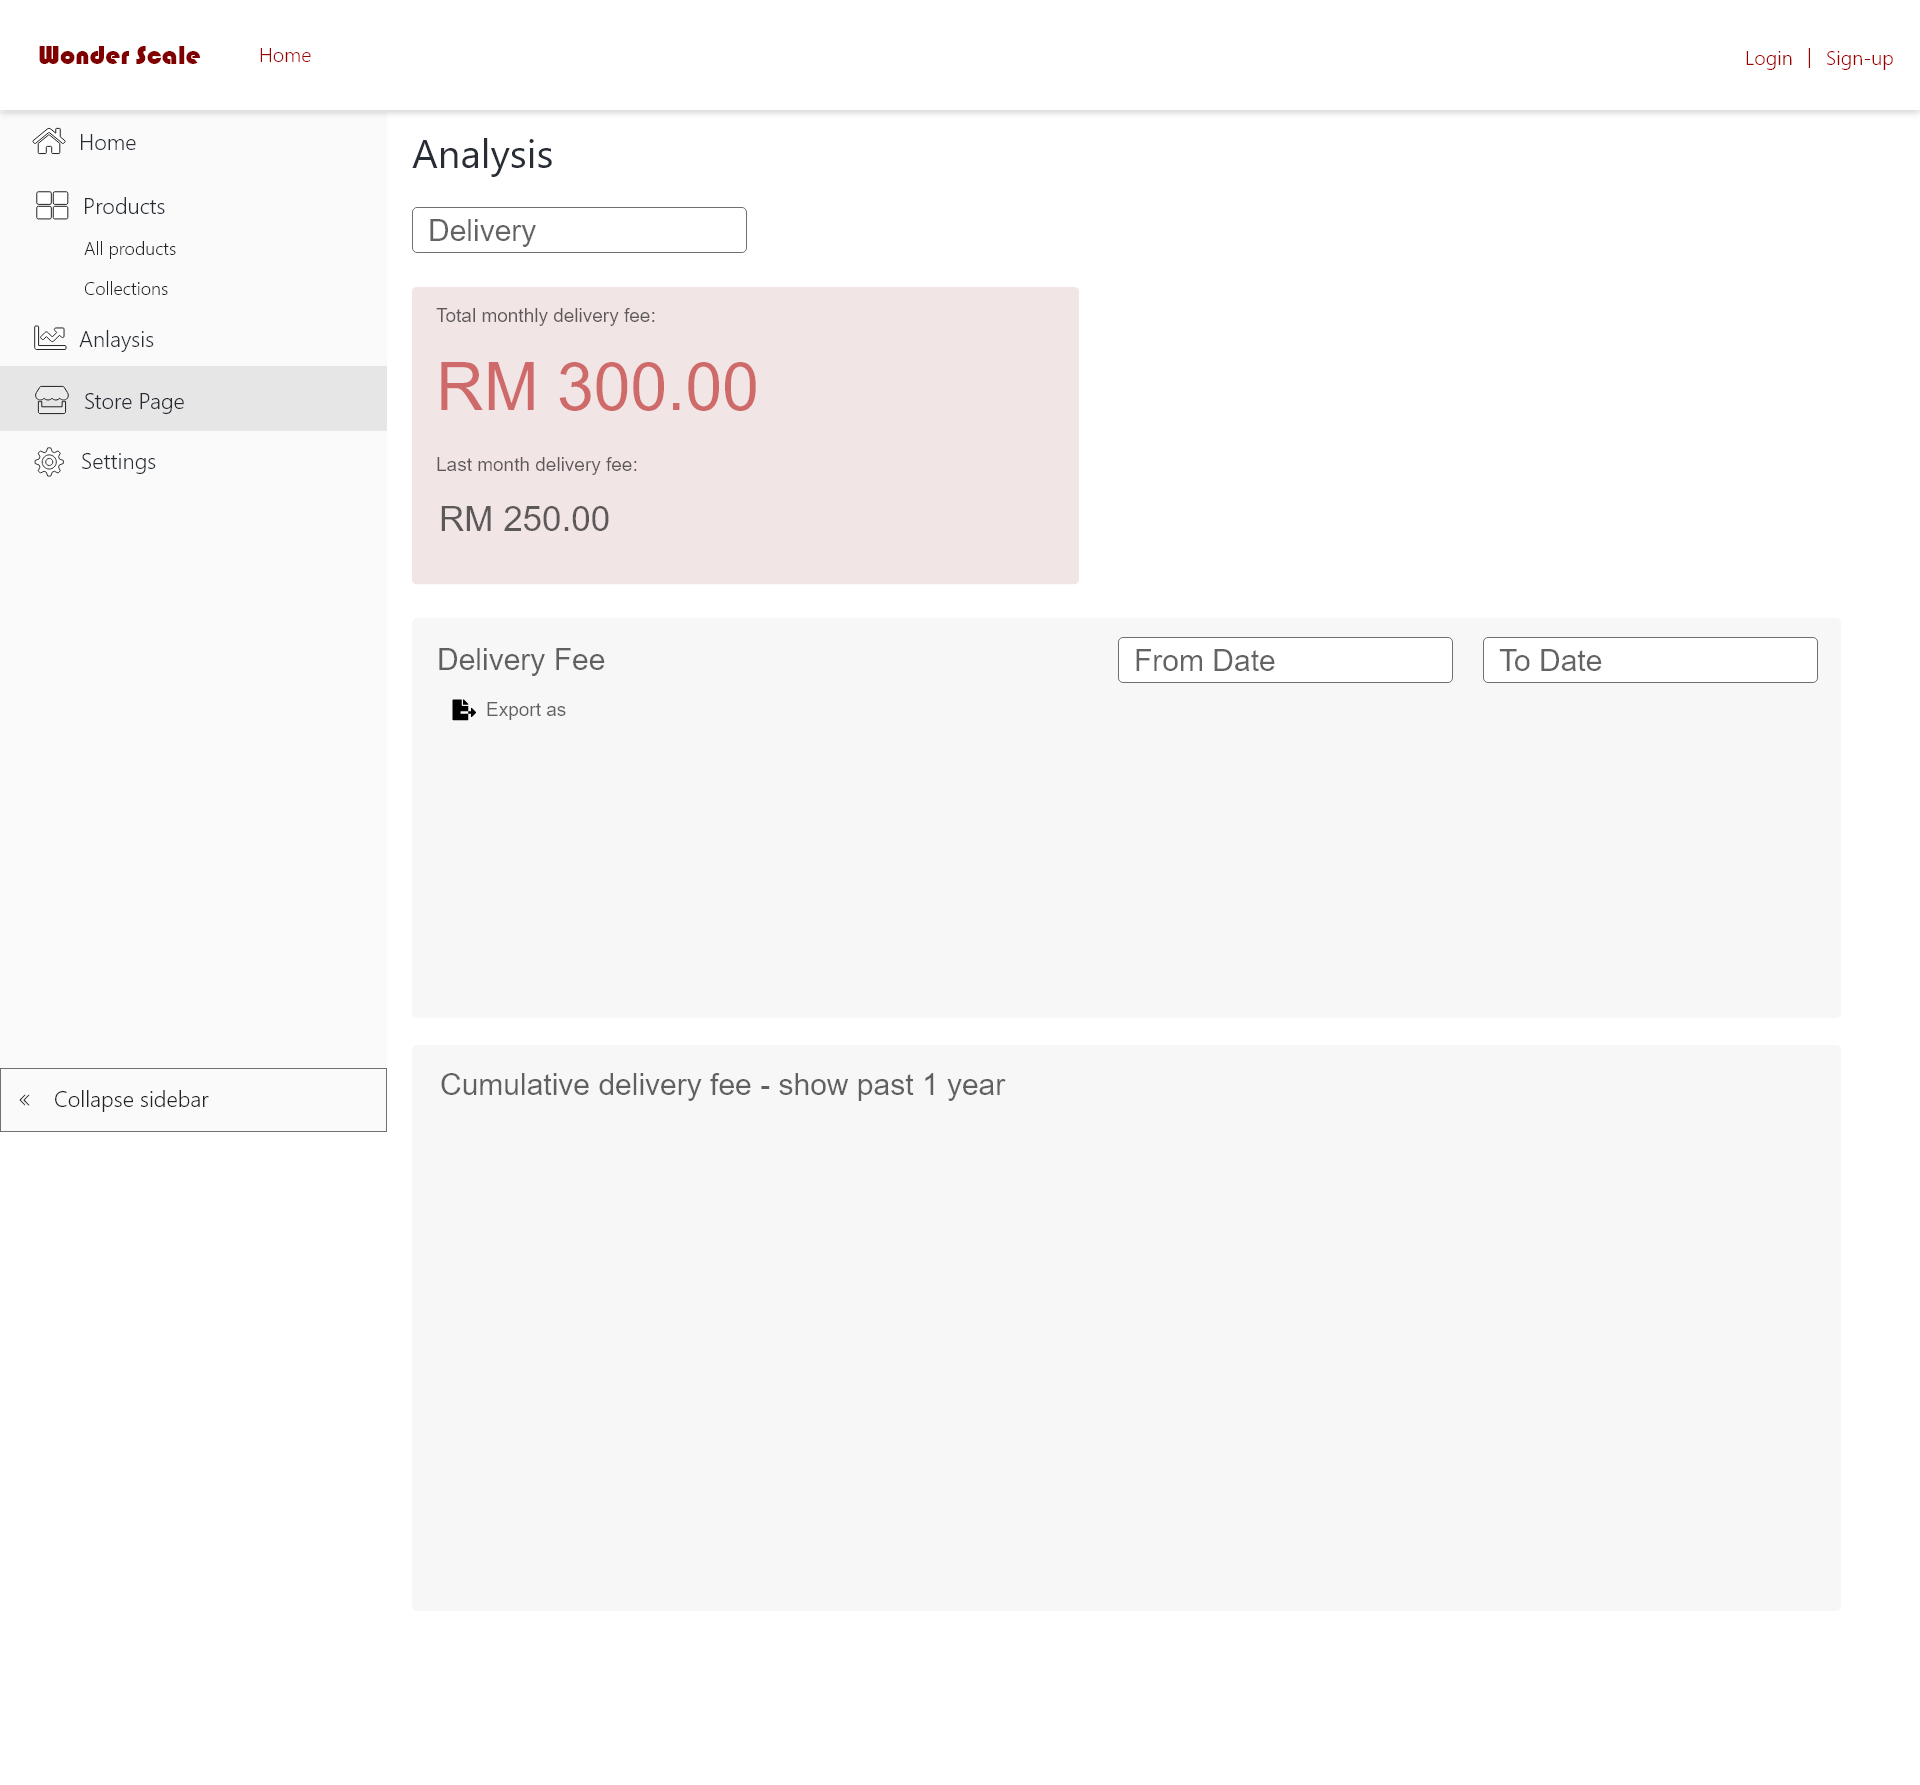 Wonder Scale
Home
Login | Sign-up
Home
Products
All products
Collections
Anlaysis
Store Page
Settings
« Collapse sidebar
Analysis
Delivery
Total monthly delivery fee:
RM 300.00
Last month delivery fee:
RM 250.00
Delivery Fee
From Date
To Date
Export as
Cumulative delivery fee - show past 1 year